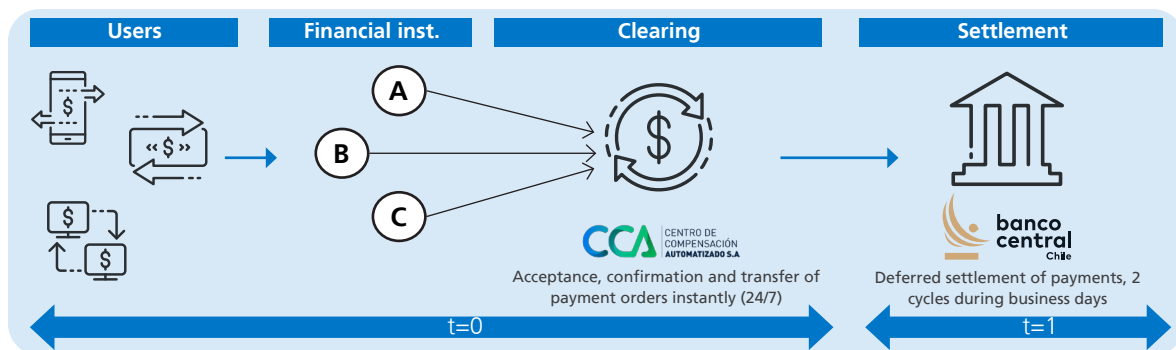 Users
Financial inst.
Clearing
Settlement
$
‹‹ $ ››
$
$
A
B
C
$
CCA
CENTRO DE
COMPENSACIÓN
AUTOMATIZADO S.A
Acceptance, confirmation and transfer of
payment orders instantly (24/7)
banco
central
Chile
Deferred settlement of payments, 2
cycles during business days
t=0
t=1